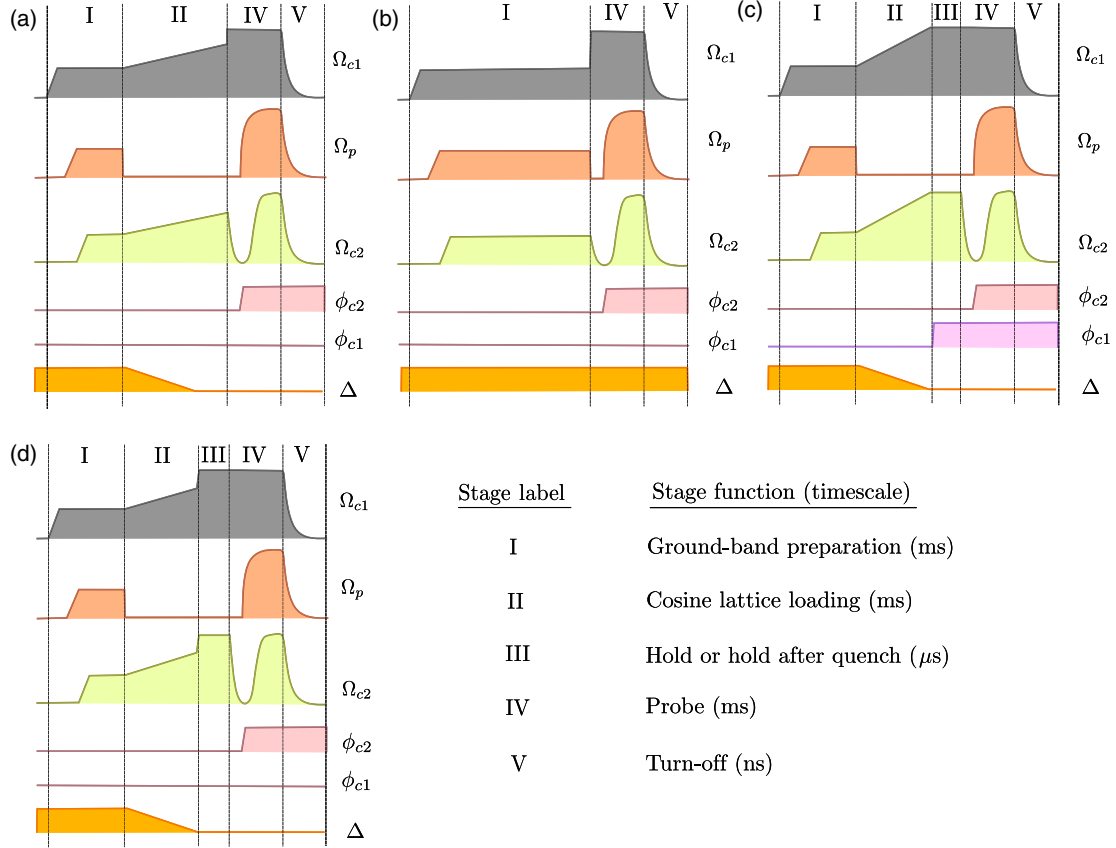 (a) I II IV V
Ω_{c1}
Ω_p
Ω_{c2}
ϕ_{c2}
ϕ_{c1}
Δ
(b) I IV V
Ω_{c1}
Ω_p
Ω_{c2}
ϕ_{c2}
ϕ_{c1}
Δ
(c) I II III IV V
Ω_{c1}
Ω_p
Ω_{c2}
ϕ_{c2}
ϕ_{c1}
Δ
(d) I II III IV V
Ω_{c1}
Ω_p
Ω_{c2}
ϕ_{c2}
ϕ_{c1}
Δ
Stage label Stage function (timescale)
I Ground-band preparation (ms)
II Cosine lattice loading (ms)
III Hold or hold after quench (μs)
IV Probe (ms)
V Turn-off (ns)